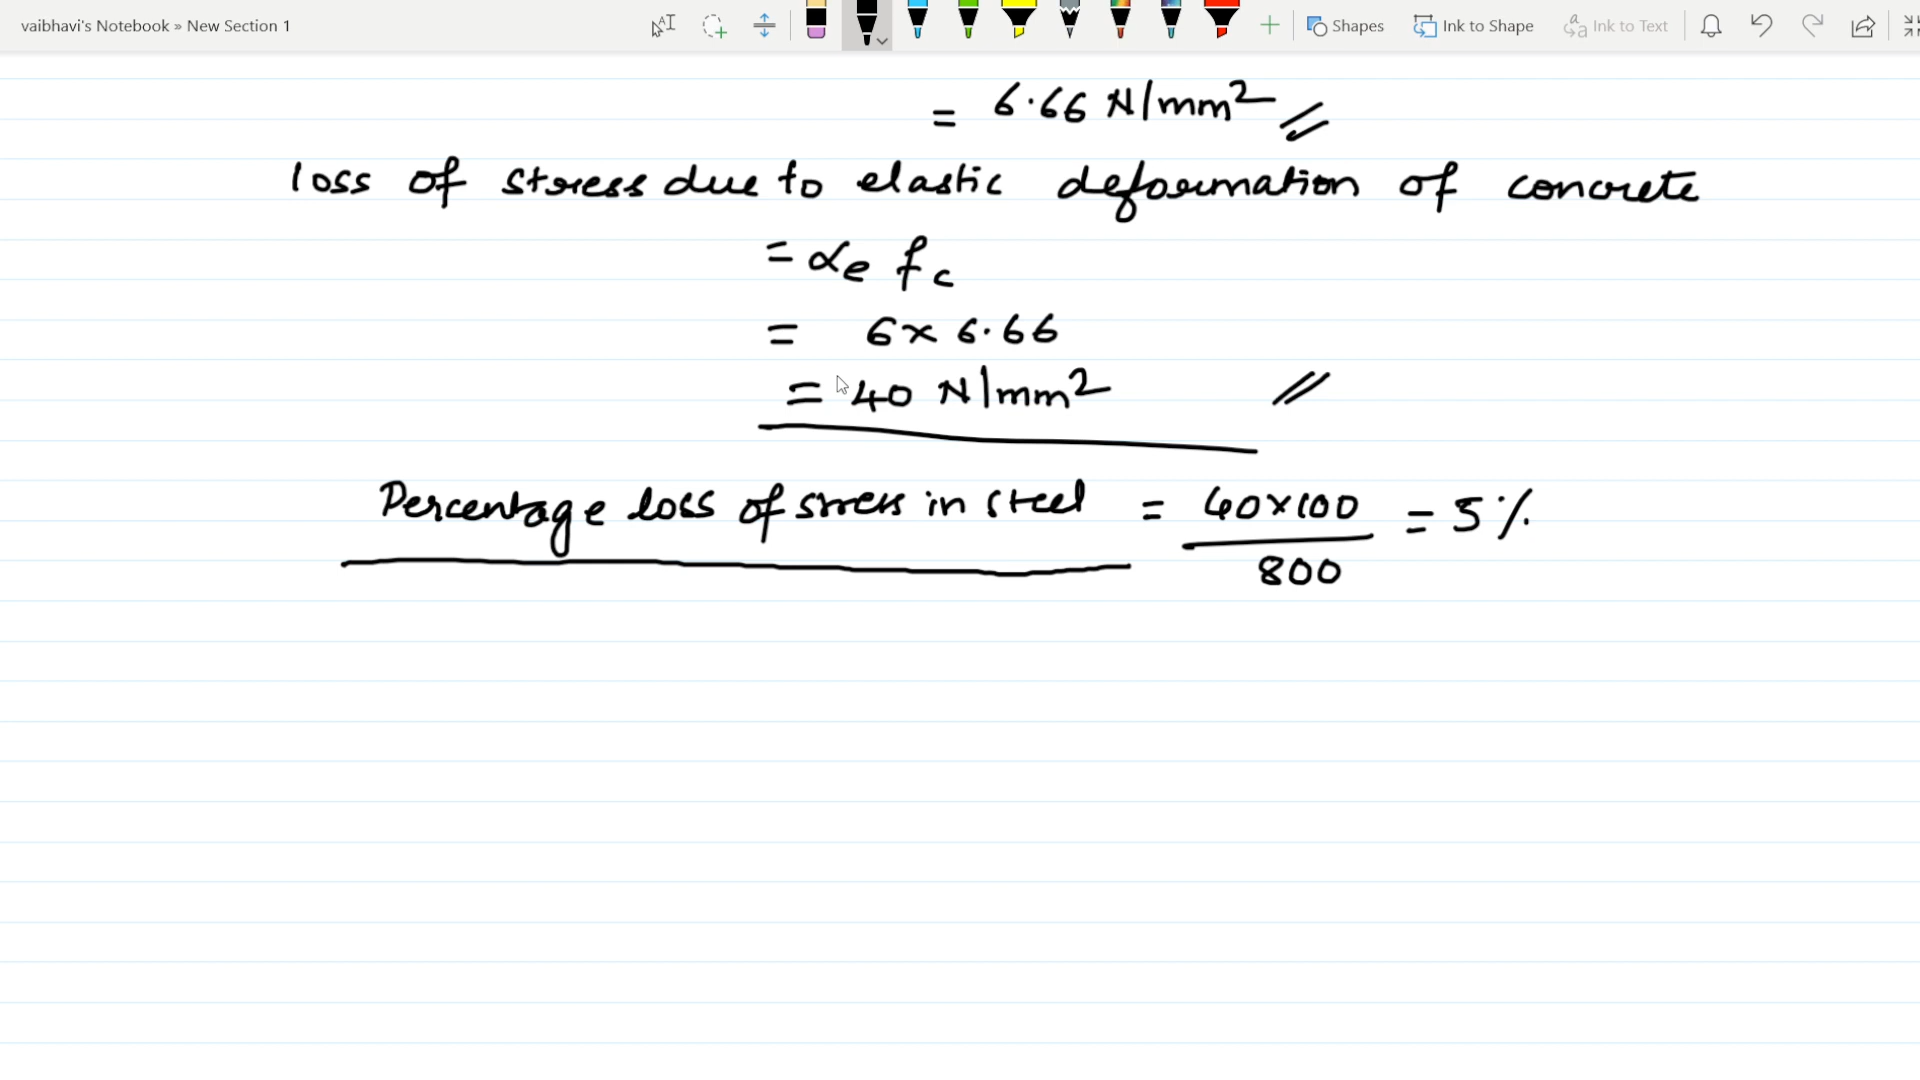 vaibhavi's Notebook » New Section 1 Shapes Ink to Shape Ink to Text
= 6.66 N/mm²
loss of stress due to elastic deformation of concrete
= αe fc
= 6 × 6.66
= 40 N/mm²
Percentage loss of stress in steel = 40×100 / 800 = 5%